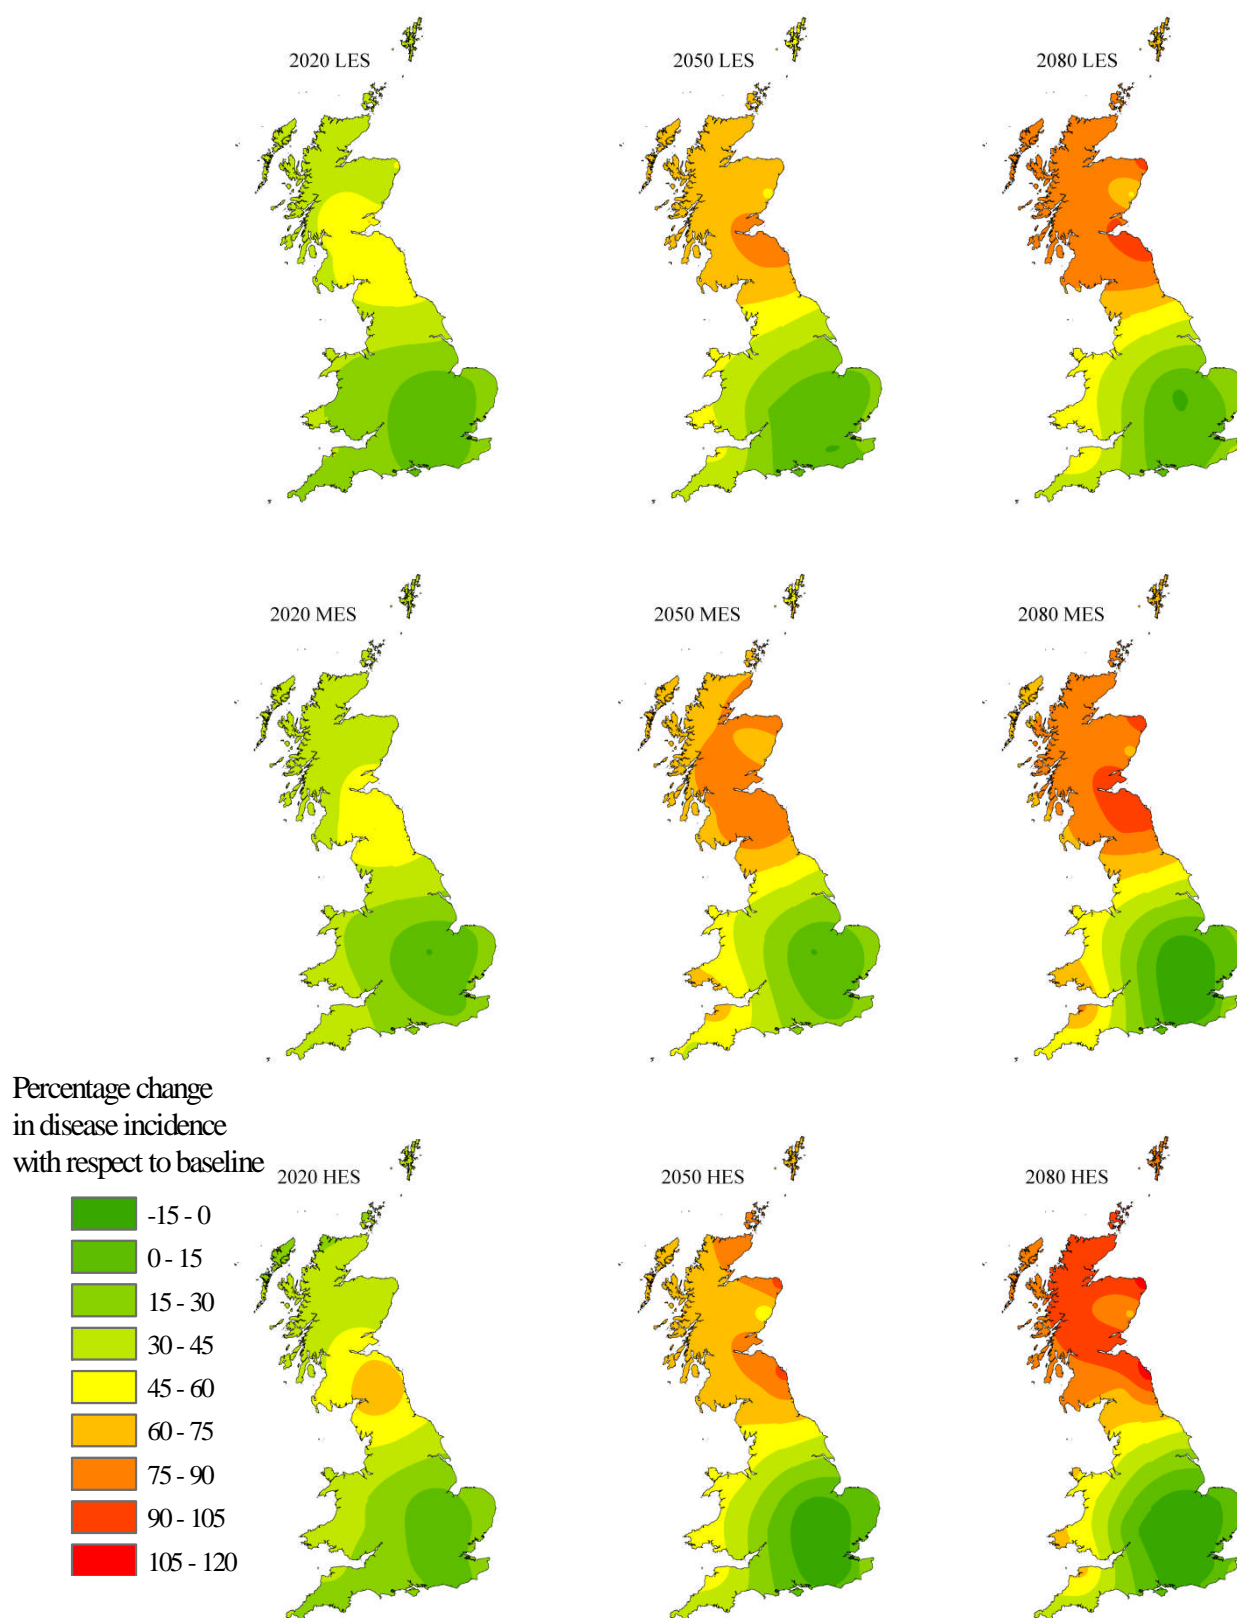 2020 LES
2050 LES
2080 LES
2020 MES
2050 MES
2080 MES
Percentage change
in disease incidence
with respect to baseline
2020 HES
2050 HES
2080 HES
-15 - 0
0 - 15
15 - 30
30 - 45
45 - 60
60 - 75
75 - 90
90 - 105
105 - 120